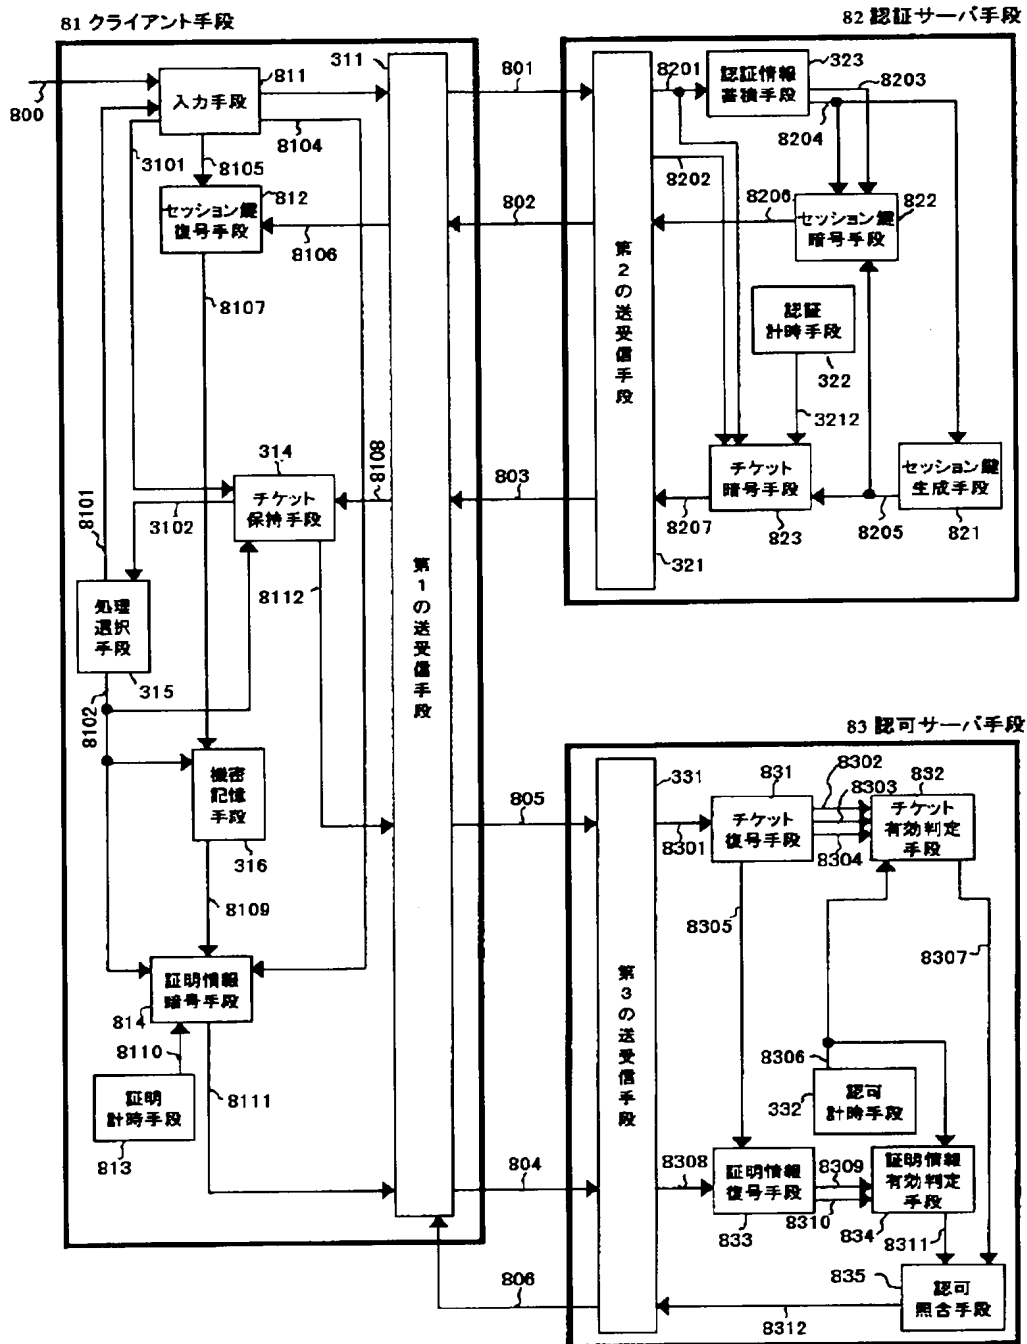 81 クライアント手段
311
800
811
入力手段
8104
3101
8105
812
セッション鍵
復号手段
8106
8107
314
チケット
保持手段
8108
3102
8101
8112
処理
選択
手段
315
8102
機密
記憶
手段
316
8109
証明情報
暗号手段
814
8110
8111
証明
計時手段
813
第1の送受信手段
801
802
803
805
804
806
82 認証サーバ手段
8201
323
認証情報
蓄積手段
8203
8204
8202
8206
822
セッション鍵
暗号手段
第2の送受信手段
認証
計時手段
322
3212
チケット
暗号手段
セッション鍵
生成手段
8207
823
8205
821
321
83 認可サーバ手段
331
831
8302
8303
832
チケット
復号手段
チケット
有効判定
手段
8301
8304
8305
8307
第3の送受信手段
8306
332
認可
計時手段
8308
証明情報
復号手段
8309
8310
証明情報
有効判定
手段
833
834
8311
835
認可
照合手段
8312